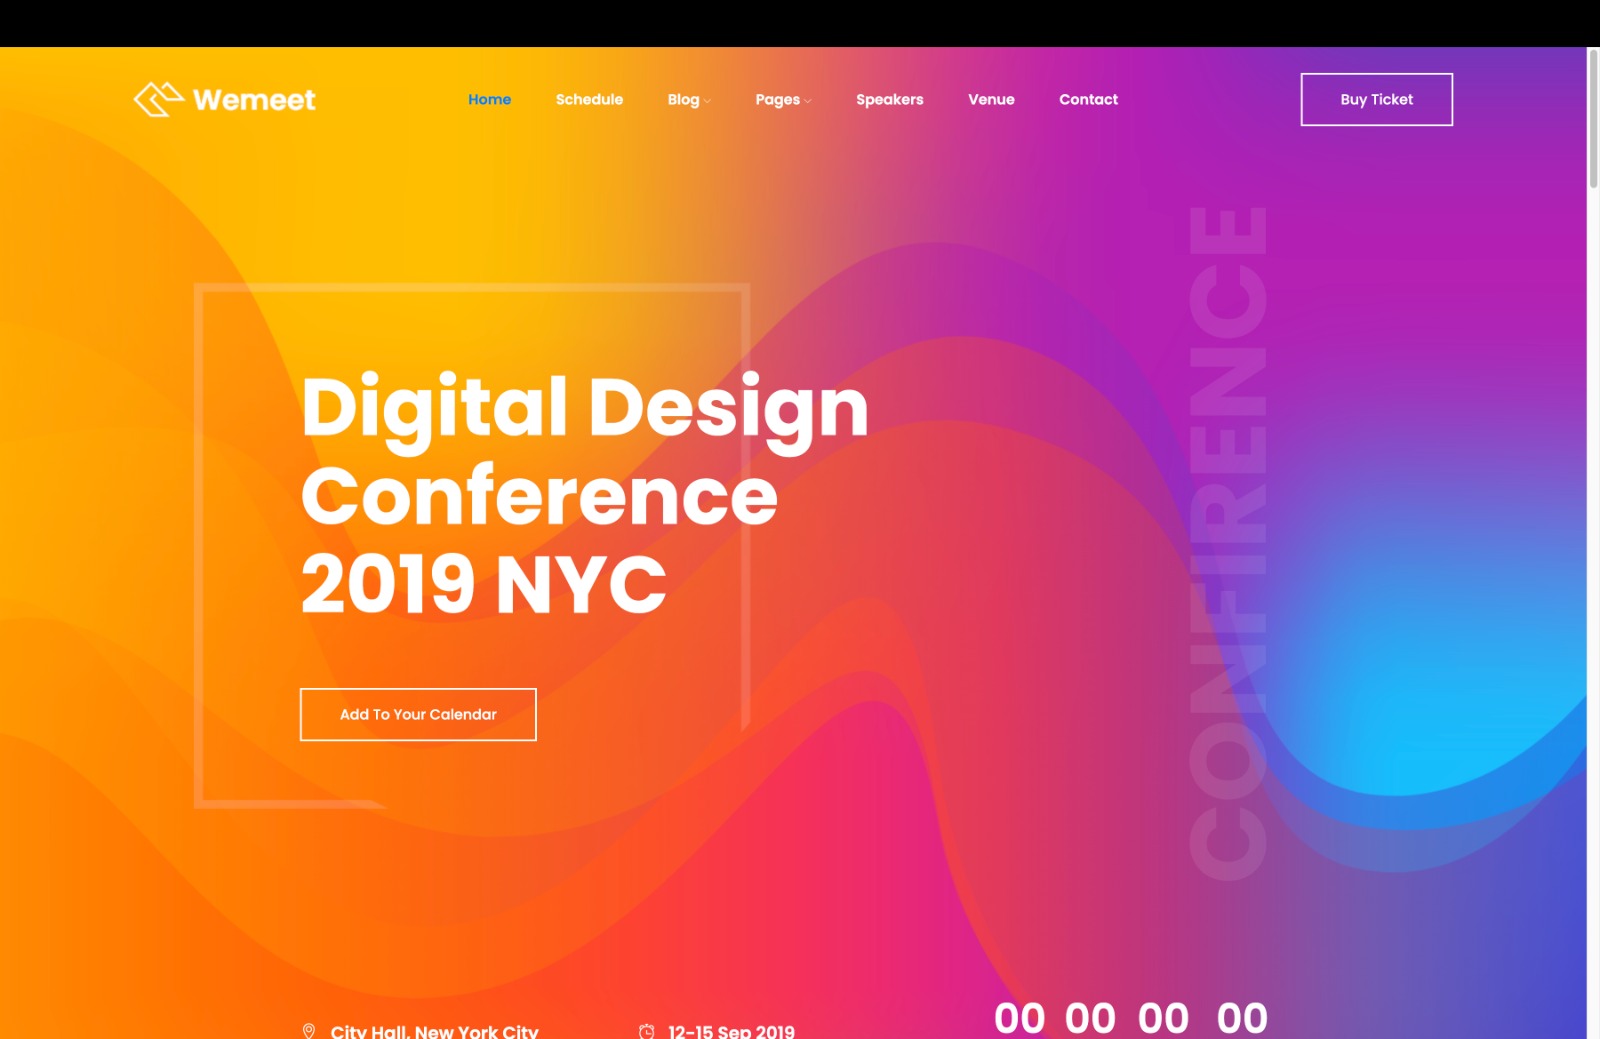 Wemeet
Home Schedule Blog Pages Speakers Venue Contact
Buy Ticket
Digital Design
Conference
2019 NYC
Add To Your Calendar
CONFIRENCE
City Hall, New York City
12-15 Sep 2019
00 00 00 00